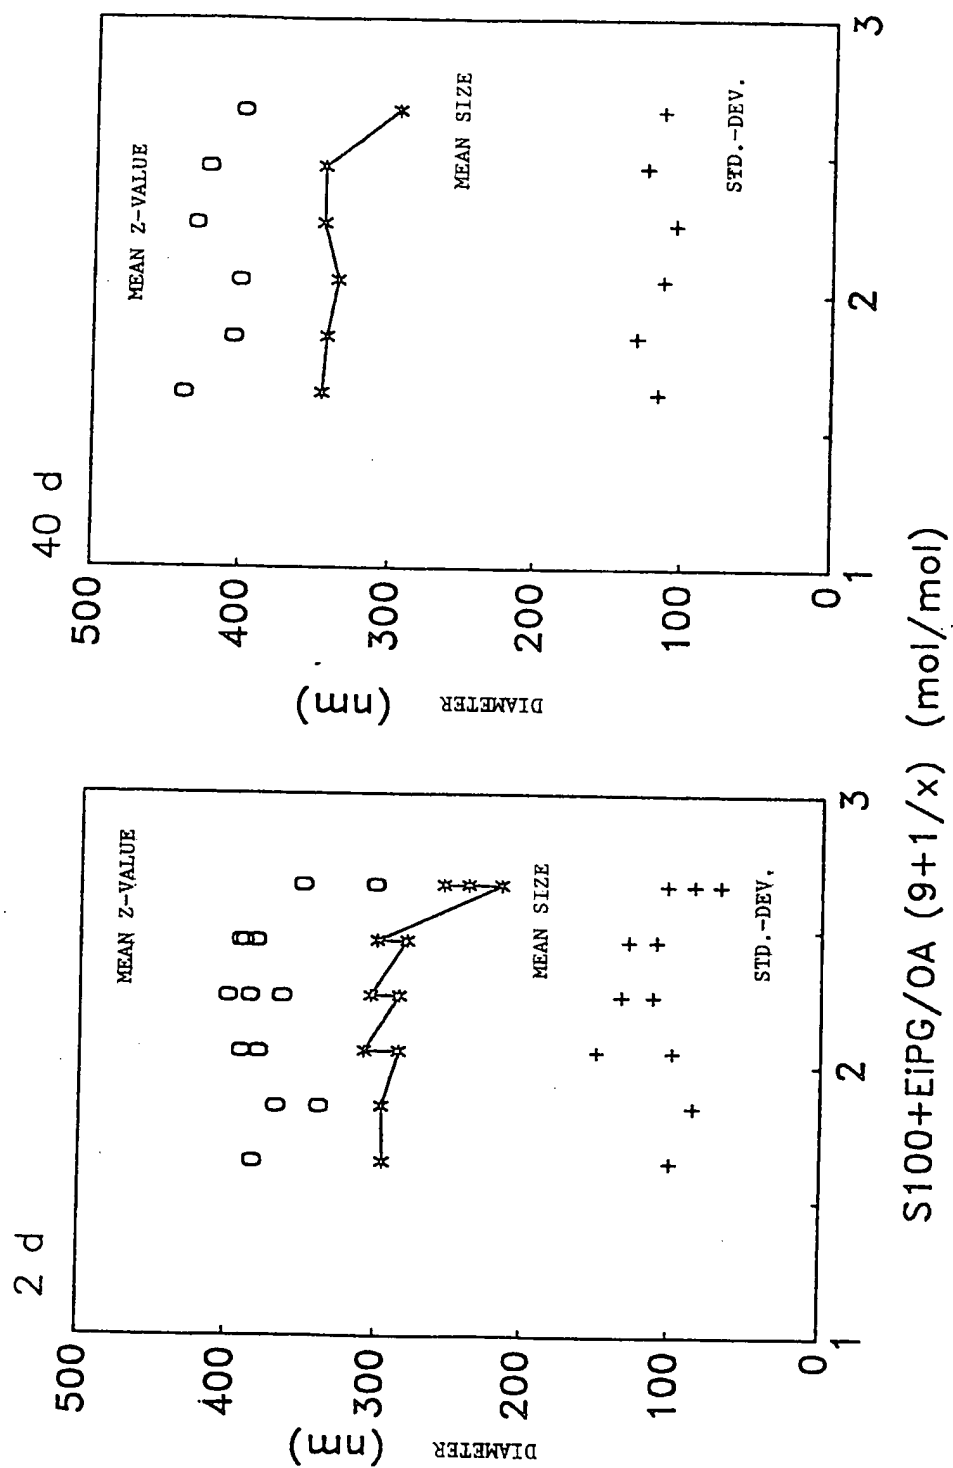 2 d
500
400
300
200
100
0
(nm)
DIAMETER
MEAN Z-VALUE
MEAN SIZE
STD.-DEV.
1
2
3
40 d
500
400
300
200
100
0
(nm)
DIAMETER
MEAN Z-VALUE
MEAN SIZE
STD.-DEV.
1
2
3
S100+EiPG/OA (9+1/x) (mol/mol)